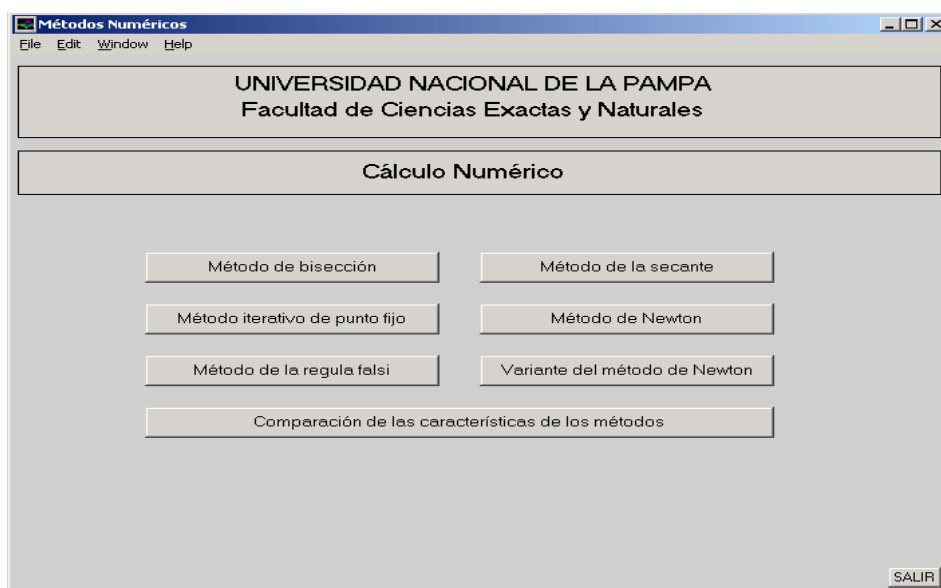 Métodos Numéricos
File Edit Window Help
UNIVERSIDAD NACIONAL DE LA PAMPA
Facultad de Ciencias Exactas y Naturales
Cálculo Numérico
Método de bisección
Método de la secante
Método iterativo de punto fijo
Método de Newton
Método de la regula falsi
Variante del método de Newton
Comparación de las características de los métodos
SALIR